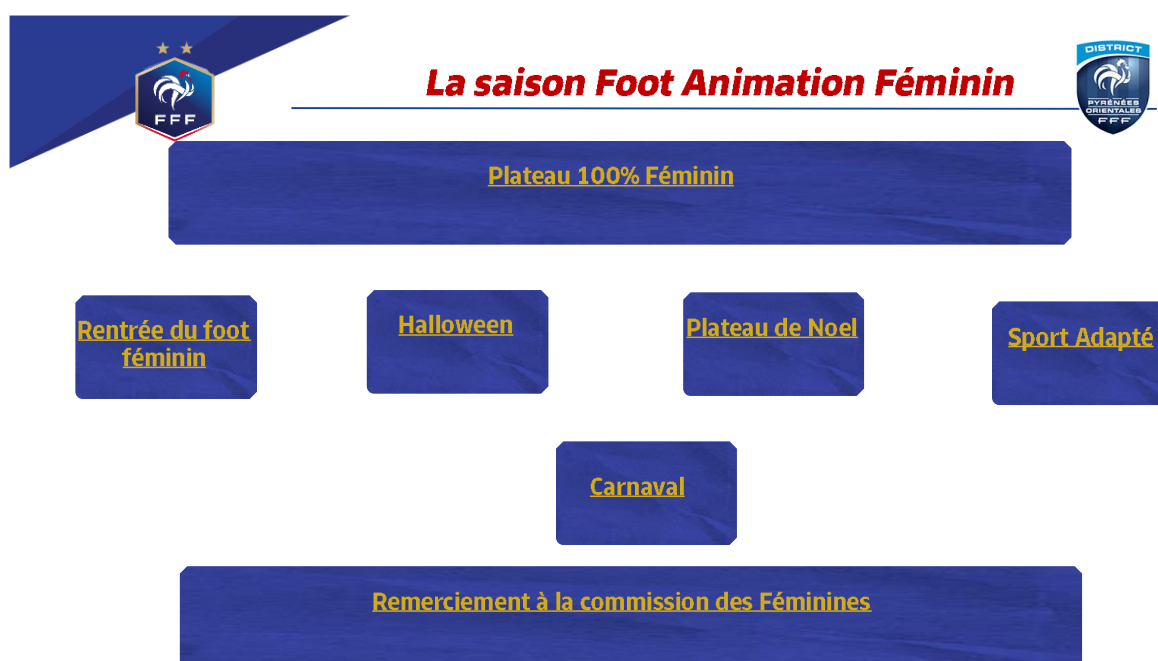 La saison Foot Animation Féminin
FFF
DISTRICT
PYRÉNÉES
ORIENTALES
FFF
Plateau 100% Féminin
Rentrée du foot
féminin
Halloween
Plateau de Noel
Sport Adapté
Carnaval
Remerciement à la commission des Féminines